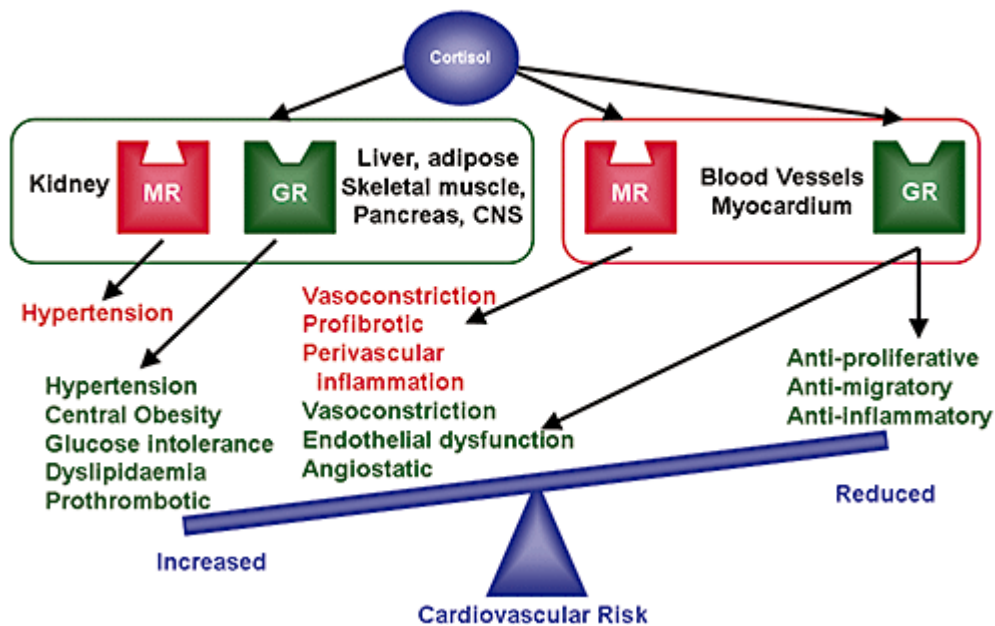 Cortisol
Kidney
MR
GR
Liver, adipose
Skeletal muscle,
Pancreas, CNS
MR
Blood Vessels
Myocardium
GR
Hypertension
Hypertension
Central Obesity
Glucose intolerance
Dyslipidaemia
Prothrombotic
Vasoconstriction
Profibrotic
Perivascular
inflammation
Vasoconstriction
Endothelial dysfunction
Angiostatic
Anti-proliferative
Anti-migratory
Anti-inflammatory
Increased
Reduced
Cardiovascular Risk